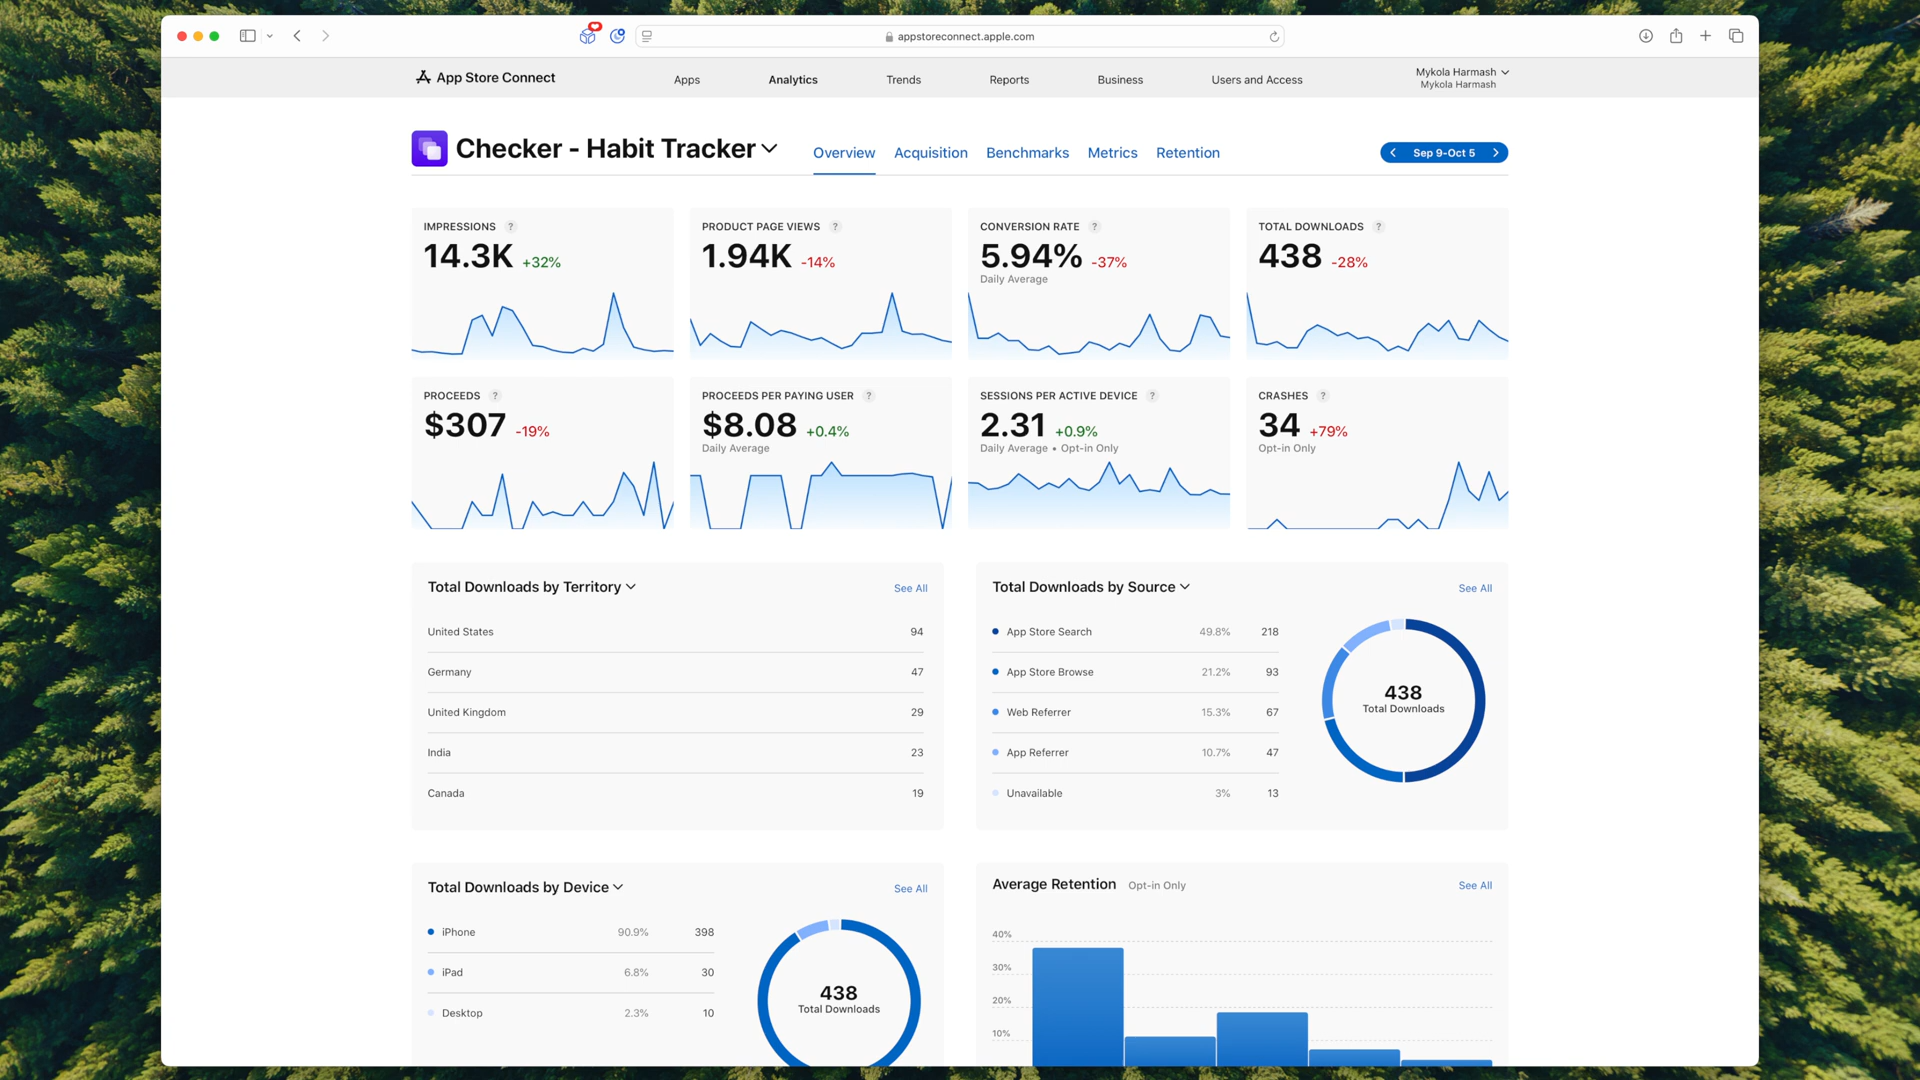 appstoreconnect.apple.com
App Store Connect
Apps
Analytics
Trends
Reports
Business
Users and Access
Mykola Harmash
Mykola Harmash
Checker - Habit Tracker
Overview
Acquisition
Benchmarks
Metrics
Retention
Sep 9-Oct 5
IMPRESSIONS ?
14.3K +32%
PRODUCT PAGE VIEWS ?
1.94K -14%
CONVERSION RATE ?
5.94% -37%
Daily Average
TOTAL DOWNLOADS ?
438 -28%
PROCEEDS ?
$307 -19%
PROCEEDS PER PAYING USER ?
$8.08 +0.4%
Daily Average
SESSIONS PER ACTIVE DEVICE ?
2.31 +0.9%
Daily Average • Opt-in Only
CRASHES ?
34 +79%
Opt-in Only
Total Downloads by Territory
See All
United States 94
Germany 47
United Kingdom 29
India 23
Canada 19
Total Downloads by Source
See All
App Store Search 49.8% 218
App Store Browse 21.2% 93
Web Referrer 15.3% 67
App Referrer 10.7% 47
Unavailable 3% 13
438
Total Downloads
Total Downloads by Device
See All
iPhone 90.9% 398
iPad 6.8% 30
Desktop 2.3% 10
438
Total Downloads
Average Retention Opt-in Only
See All
40%
30%
20%
10%